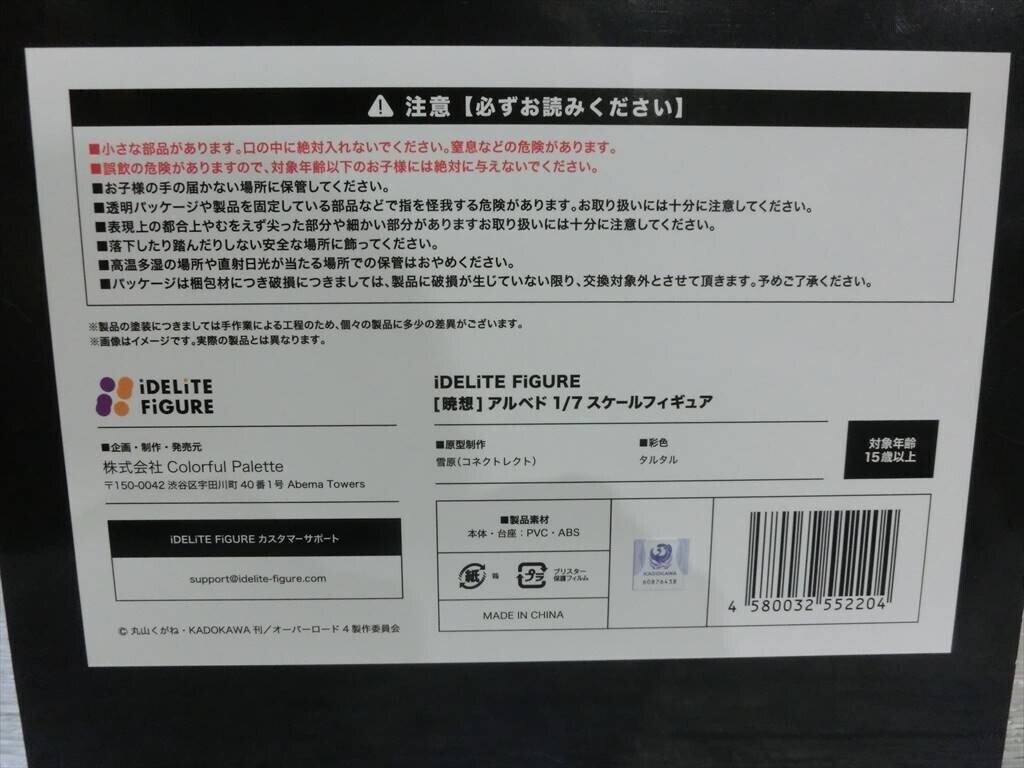 注意【必ずお読みください】
■小さな部品があります。口の中に絶対入れないでください。窒息などの危険があります。
■誤飲の危険がありますので、対象年齢以下のお子様には絶対に与えないでください。
■お子様の手の届かない場所に保管してください。
■透明パッケージや製品を固定している部品などで指を怪我する危険があります。お取り扱いには十分に注意してください。
■表現上の都合上やむをえず尖った部分や細かい部分がありますお取り扱いには十分に注意してください。
■落下したり踏んだりしない安全な場所に飾ってください。
■高温多湿の場所や直射日光が当たる場所での保管はおやめください。
■パッケージは梱包材につき破損につきましては、製品に破損が生じていない限り、交換対象外とさせて頂きます。予めご了承ください。
※製品の塗装につきましては手作業による工程のため、個々の製品に多少の差異がございます。
※画像はイメージです。実際の製品とは異なります。
iDELiTE
FiGURE
■企画・制作・発売元
株式会社 Colorful Palette
〒150-0042 渋谷区宇田川町 40番1号 Abema Towers
iDELiTE FiGURE カスタマーサポート
support@idelite-figure.com
© 丸山くがね・KADOKAWA 刊／オーバーロード4製作委員会
iDELiTE FiGURE
[暁想] アルベド 1/7 スケールフィギュア
■原型制作
雪原（コネクトレクト）
■彩色
タルタル
対象年齢
15歳以上
■製品素材
本体・台座：PVC・ABS
紙
箱
プラ
ブリスター
保護フィルム
MADE IN CHINA
KADOKAWA
60876438
4 580032 552204